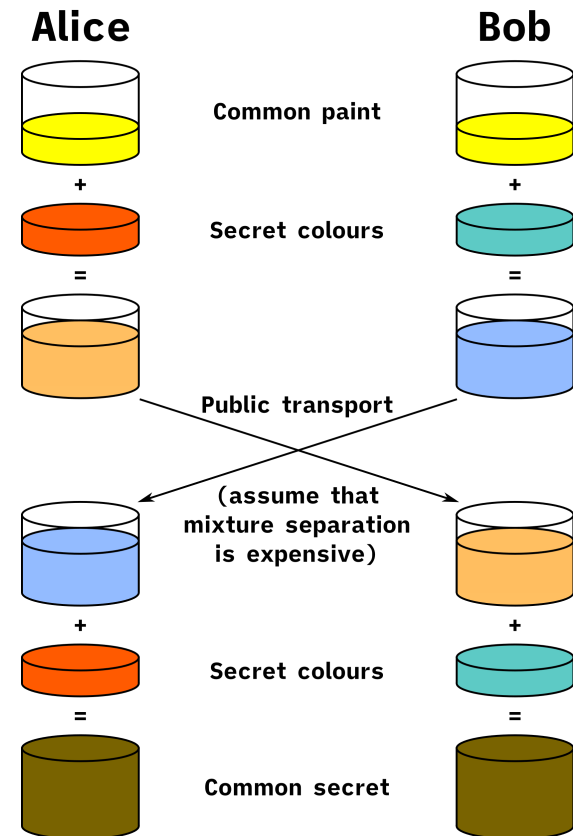 Alice Bob
Common paint
+ +
Secret colours
= =
Public transport
(assume that
mixture separation
is expensive)
+ +
Secret colours
= =
Common secret